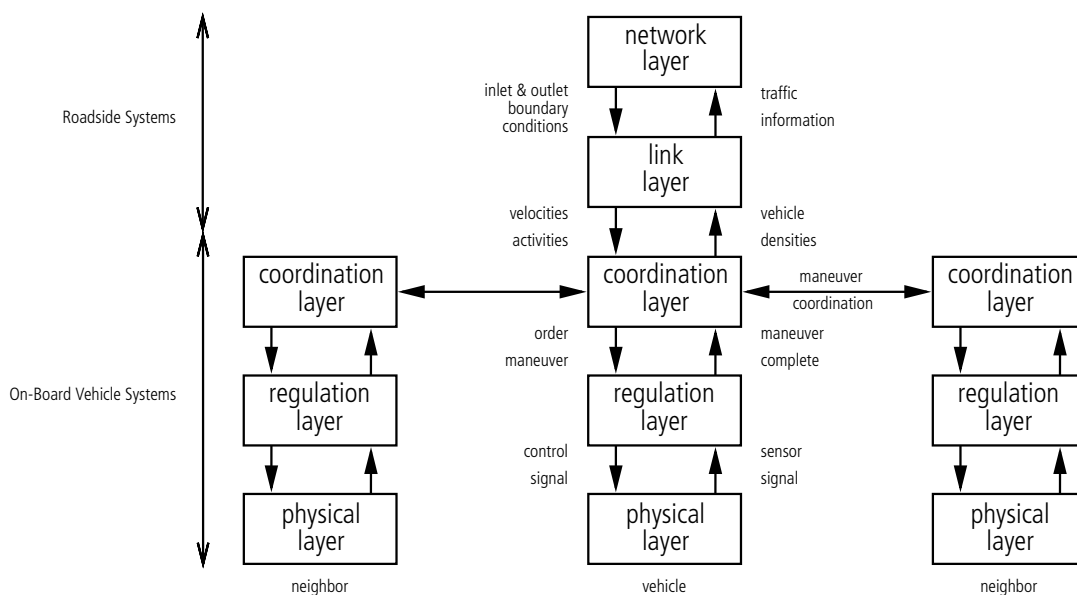 network
layer
inlet & outlet
boundary
conditions
traffic
information
Roadside Systems
link
layer
velocities
activities
vehicle
densities
coordination
layer
coordination
layer
maneuver
coordination
coordination
layer
order
maneuver
maneuver
complete
On-Board Vehicle Systems
regulation
layer
regulation
layer
regulation
layer
control
signal
sensor
signal
physical
layer
physical
layer
physical
layer
neighbor
vehicle
neighbor